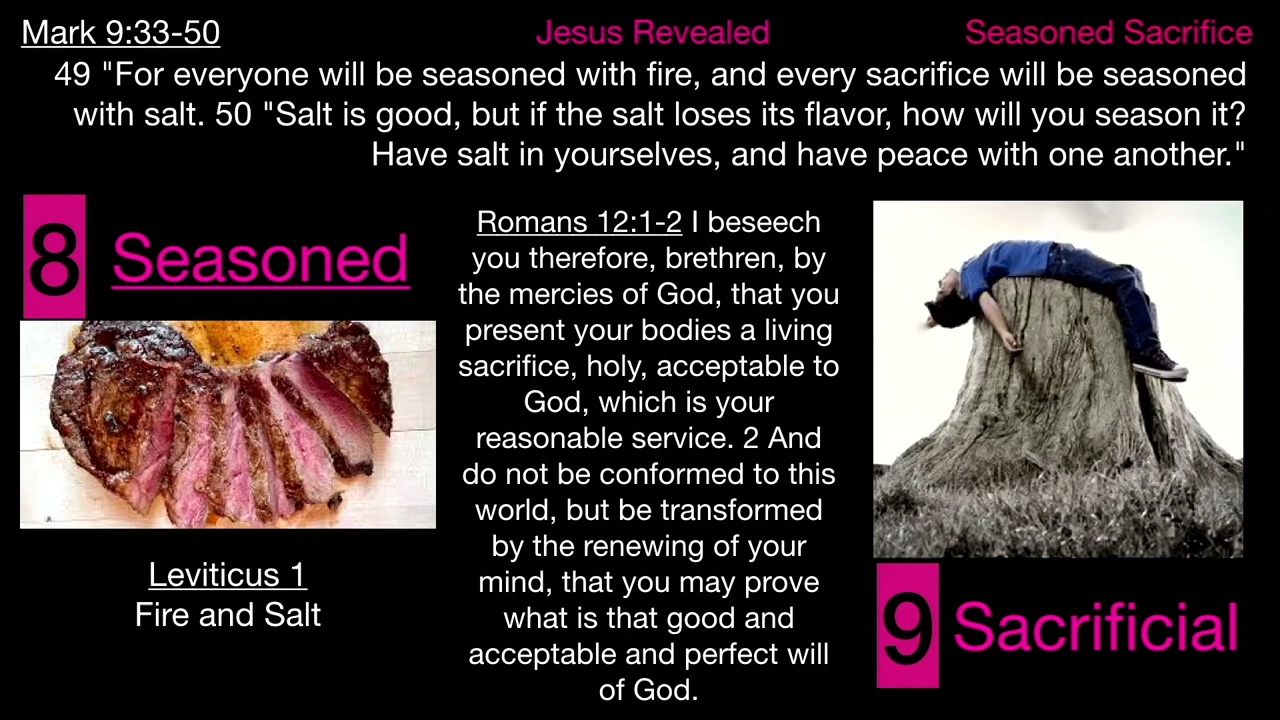 Mark 9:33-50
Jesus Revealed
Seasoned Sacrifice
49 "For everyone will be seasoned with fire, and every sacrifice will be seasoned
with salt. 50 "Salt is good, but if the salt loses its flavor, how will you season it?
Have salt in yourselves, and have peace with one another."
8
Seasoned
Leviticus 1
Fire and Salt
Romans 12:1-2 I beseech
you therefore, brethren, by
the mercies of God, that you
present your bodies a living
sacrifice, holy, acceptable to
God, which is your
reasonable service. 2 And
do not be conformed to this
world, but be transformed
by the renewing of your
mind, that you may prove
what is that good and
acceptable and perfect will
of God.
9
Sacrificial